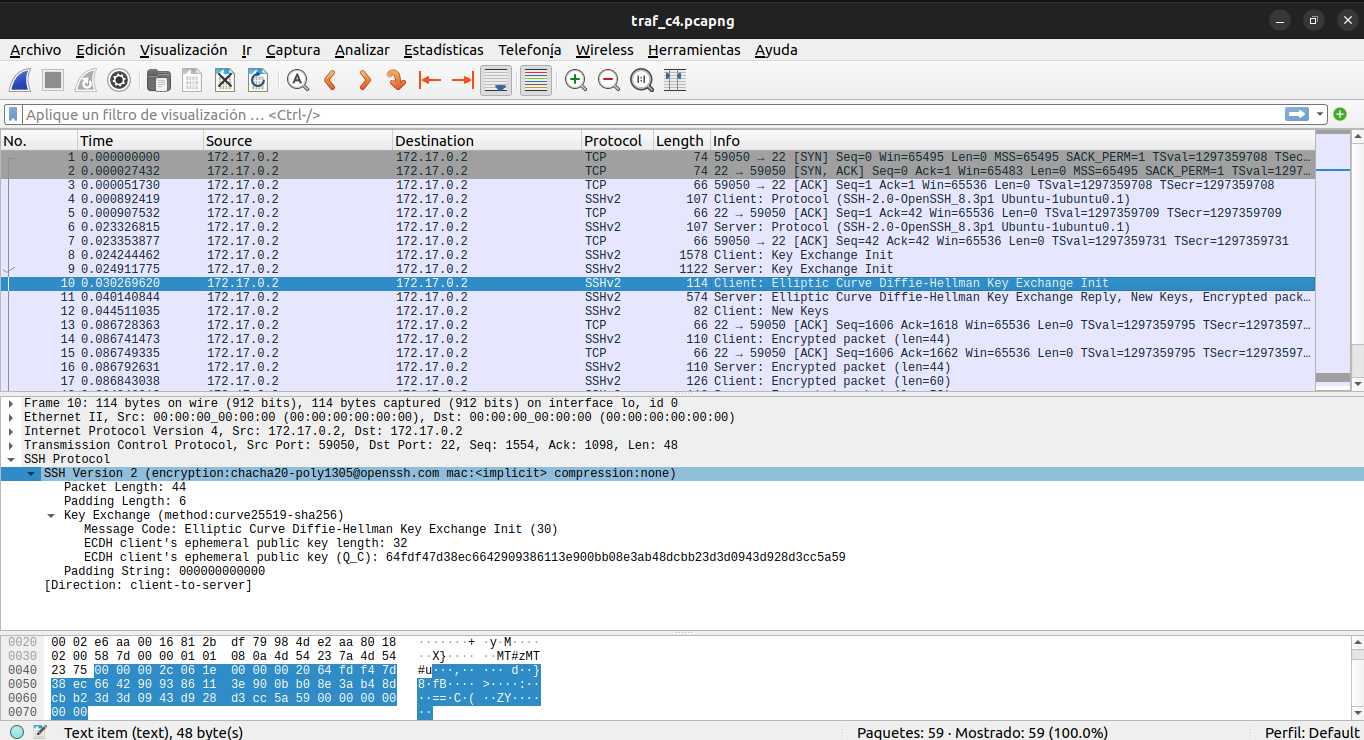 traf_c4.pcapng
Archivo Edición Visualización Ir Captura Analizar Estadísticas Telefonía Wireless Herramientas Ayuda
Aplique un filtro de visualización … <Ctrl-/>
No. Time Source Destination Protocol Length Info
1 0.000000000 172.17.0.2 172.17.0.2 TCP 74 59050 → 22 [SYN] Seq=0 Win=65495 Len=0 MSS=65495 SACK_PERM=1 TSval=1297359708 TSec…
2 0.000027432 172.17.0.2 172.17.0.2 TCP 74 22 → 59050 [SYN, ACK] Seq=0 Ack=1 Win=65483 Len=0 MSS=65495 SACK_PERM=1 TSval=1297…
3 0.000051730 172.17.0.2 172.17.0.2 TCP 66 59050 → 22 [ACK] Seq=1 Ack=1 Win=65536 Len=0 TSval=1297359708 TSecr=1297359708
4 0.000892419 172.17.0.2 172.17.0.2 SSHv2 107 Client: Protocol (SSH-2.0-OpenSSH_8.3p1 Ubuntu-1ubuntu0.1)
5 0.000907532 172.17.0.2 172.17.0.2 TCP 66 22 → 59050 [ACK] Seq=1 Ack=42 Win=65536 Len=0 TSval=1297359709 TSecr=1297359709
6 0.023326815 172.17.0.2 172.17.0.2 SSHv2 107 Server: Protocol (SSH-2.0-OpenSSH_8.3p1 Ubuntu-1ubuntu0.1)
7 0.023353877 172.17.0.2 172.17.0.2 TCP 66 59050 → 22 [ACK] Seq=42 Ack=42 Win=65536 Len=0 TSval=1297359731 TSecr=1297359731
8 0.024244462 172.17.0.2 172.17.0.2 SSHv2 1578 Client: Key Exchange Init
9 0.024911775 172.17.0.2 172.17.0.2 SSHv2 1122 Server: Key Exchange Init
10 0.030269620 172.17.0.2 172.17.0.2 SSHv2 114 Client: Elliptic Curve Diffie-Hellman Key Exchange Init
11 0.040140844 172.17.0.2 172.17.0.2 SSHv2 574 Server: Elliptic Curve Diffie-Hellman Key Exchange Reply, New Keys, Encrypted pack…
12 0.044511035 172.17.0.2 172.17.0.2 SSHv2 82 Client: New Keys
13 0.086728363 172.17.0.2 172.17.0.2 TCP 66 22 → 59050 [ACK] Seq=1606 Ack=1618 Win=65536 Len=0 TSval=1297359795 TSecr=12973597…
14 0.086741473 172.17.0.2 172.17.0.2 SSHv2 110 Client: Encrypted packet (len=44)
15 0.086749335 172.17.0.2 172.17.0.2 TCP 66 22 → 59050 [ACK] Seq=1606 Ack=1662 Win=65536 Len=0 TSval=1297359795 TSecr=12973597…
16 0.086792631 172.17.0.2 172.17.0.2 SSHv2 110 Server: Encrypted packet (len=44)
17 0.086843038 172.17.0.2 172.17.0.2 SSHv2 126 Client: Encrypted packet (len=60)
Frame 10: 114 bytes on wire (912 bits), 114 bytes captured (912 bits) on interface lo, id 0
Ethernet II, Src: 00:00:00_00:00:00 (00:00:00:00:00:00), Dst: 00:00:00_00:00:00 (00:00:00:00:00:00)
Internet Protocol Version 4, Src: 172.17.0.2, Dst: 172.17.0.2
Transmission Control Protocol, Src Port: 59050, Dst Port: 22, Seq: 1554, Ack: 1098, Len: 48
SSH Protocol
SSH Version 2 (encryption:chacha20-poly1305@openssh.com mac:<implicit> compression:none)
Packet Length: 44
Padding Length: 6
Key Exchange (method:curve25519-sha256)
Message Code: Elliptic Curve Diffie-Hellman Key Exchange Init (30)
ECDH client's ephemeral public key length: 32
ECDH client's ephemeral public key (Q_C): 64fdf47d38ec6642909386113e900bb08e3ab48dcbb23d3d0943d928d3cc5a59
Padding String: 000000000000
[Direction: client-to-server]
0020 00 02 e6 aa 00 16 81 2b df 79 98 4d e2 aa 80 18 ·······+ ·y·M····
0030 02 00 58 7d 00 00 01 01 08 0a 4d 54 23 7a 4d 54 ··X}···· ··MT#zMT
0040 23 75 00 00 00 2c 06 1e 00 00 00 20 64 fd f4 7d #u···,·· ··· d··}
0050 38 ec 66 42 90 93 86 11 3e 90 0b b0 8e 3a b4 8d 8·fB···· >····:··
0060 cb b2 3d 3d 09 43 d9 28 d3 cc 5a 59 00 00 00 00 ··==·C·( ··ZY····
0070 00 00 ··
Text item (text), 48 byte(s) Paquetes: 59 · Mostrado: 59 (100.0%) Perfil: Default